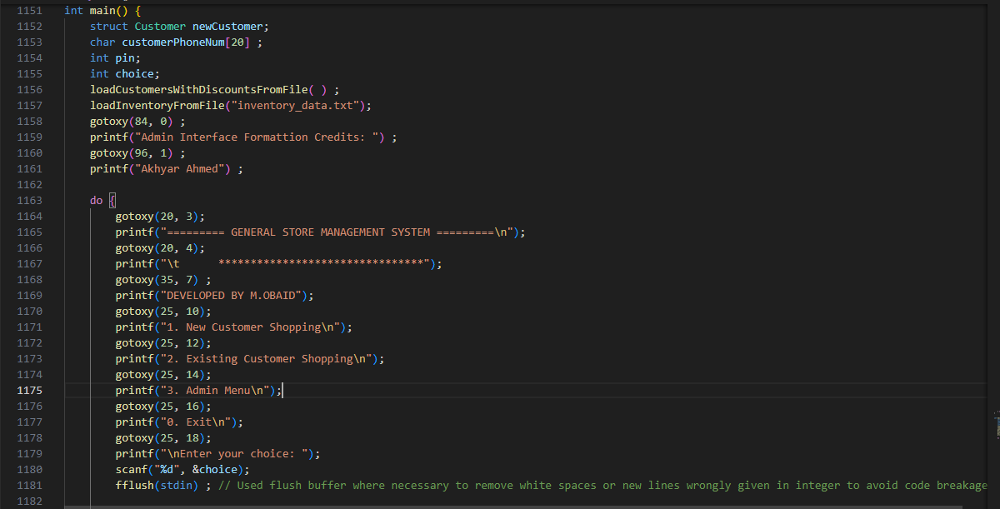 1151 int main() {
1152     struct Customer newCustomer;
1153     char customerPhoneNum[20] ;
1154     int pin;
1155     int choice;
1156     loadCustomersWithDiscountsFromFile( ) ;
1157     loadInventoryFromFile("inventory_data.txt");
1158     gotoxy(84, 0) ;
1159     printf("Admin Interface Formattion Credits: ") ;
1160     gotoxy(96, 1) ;
1161     printf("Akhyar Ahmed") ;
1162
1163     do {
1164         gotoxy(20, 3);
1165         printf("========= GENERAL STORE MANAGEMENT SYSTEM =========\n");
1166         gotoxy(20, 4);
1167         printf("\t      ********************************");
1168         gotoxy(35, 7) ;
1169         printf("DEVELOPED BY M.OBAID");
1170         gotoxy(25, 10);
1171         printf("1. New Customer Shopping\n");
1172         gotoxy(25, 12);
1173         printf("2. Existing Customer Shopping\n");
1174         gotoxy(25, 14);
1175         printf("3. Admin Menu\n");
1176         gotoxy(25, 16);
1177         printf("0. Exit\n");
1178         gotoxy(25, 18);
1179         printf("\nEnter your choice: ");
1180         scanf("%d", &choice);
1181         fflush(stdin) ; // Used flush buffer where necessary to remove white spaces or new lines wrongly given in integer to avoid code breakage
1182